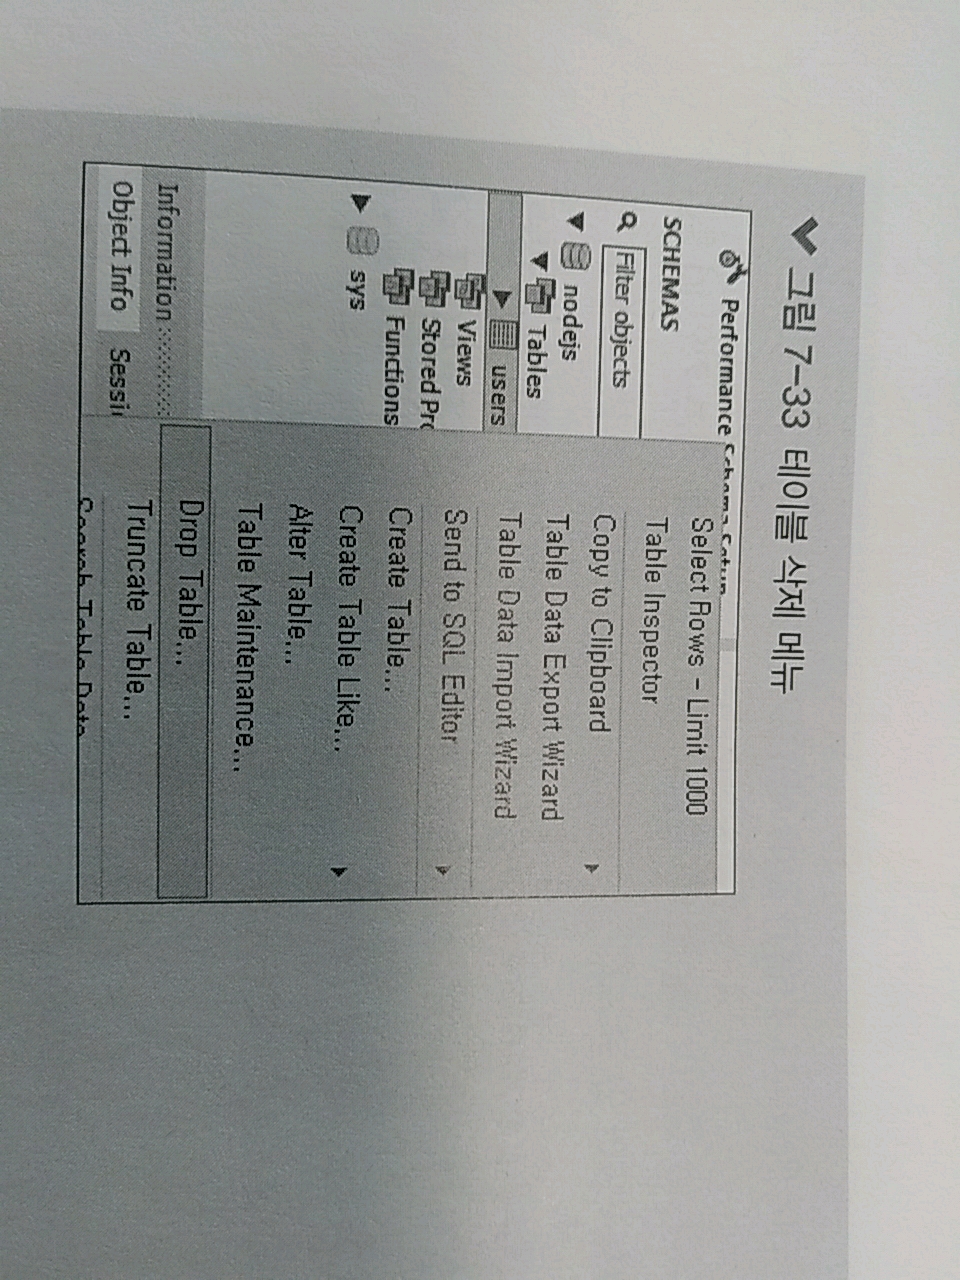 그림 7-33 테이블 삭제 메뉴
Performance Schema Setup
SCHEMAS
Filter objects
nodejs
Tables
users
Views
Stored Pro
Functions
sys
Information
Object Info Sessi
Select Rows - Limit 1000
Table Inspector
Copy to Clipboard
Table Data Export Wizard
Table Data Import Wizard
Send to SQL Editor
Create Table...
Create Table Like...
Alter Table...
Table Maintenance...
Drop Table...
Truncate Table...
Search Table Data